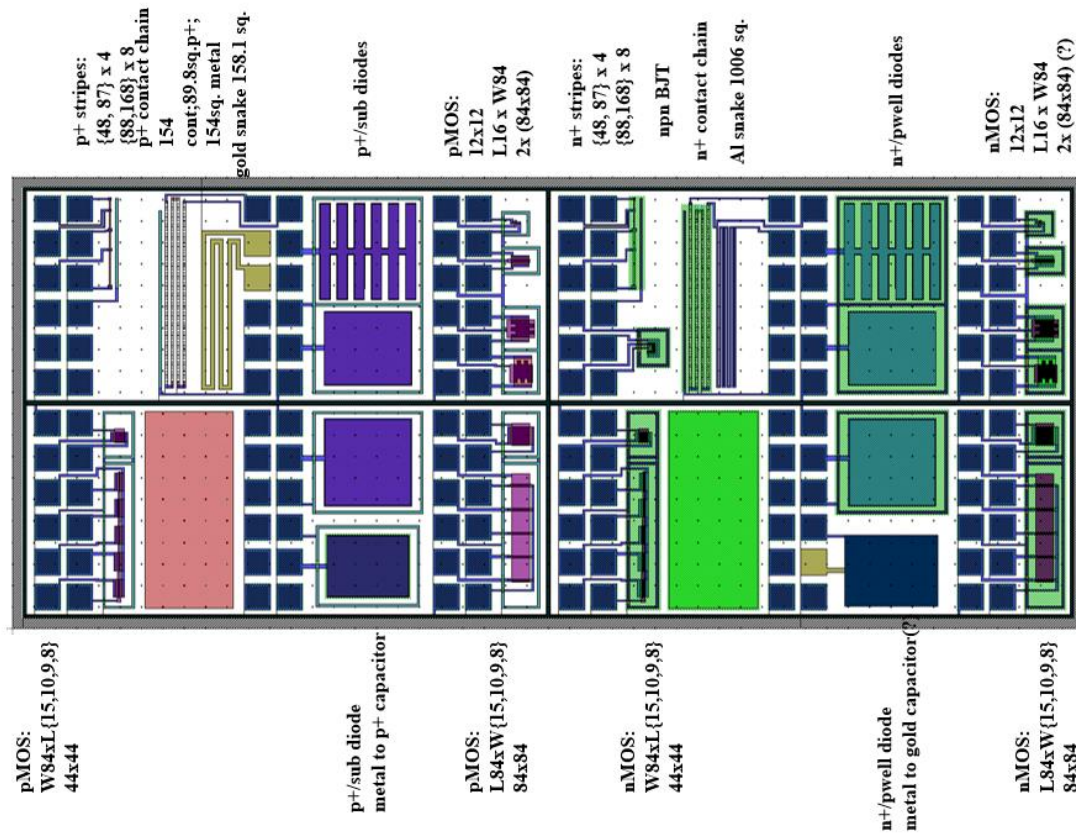 p+ stripes:
{48, 87} x 4
{88,168} x 8
p+ contact chain
154
cont;89.8sq.p+;
154sq. metal
gold snake 158.1 sq.
p+/sub diodes
pMOS:
12x12
L16 x W84
2x (84x84)
n+ stripes:
{48, 87} x 4
{88,168} x 8
npn BJT
n+ contact chain
Al snake 1006 sq.
n+/pwell diodes
nMOS:
12x12
L16 x W84
2x (84x84) (?)
pMOS:
W84xL{15,10,9,8}
44x44
p+/sub diode
metal to p+ capacitor
pMOS:
L84xW{15,10,9,8}
84x84
nMOS:
W84xL{15,10,9,8}
44x44
n+/pwell diode
metal to gold capacitor(?)
nMOS:
L84xW{15,10,9,8}
84x84